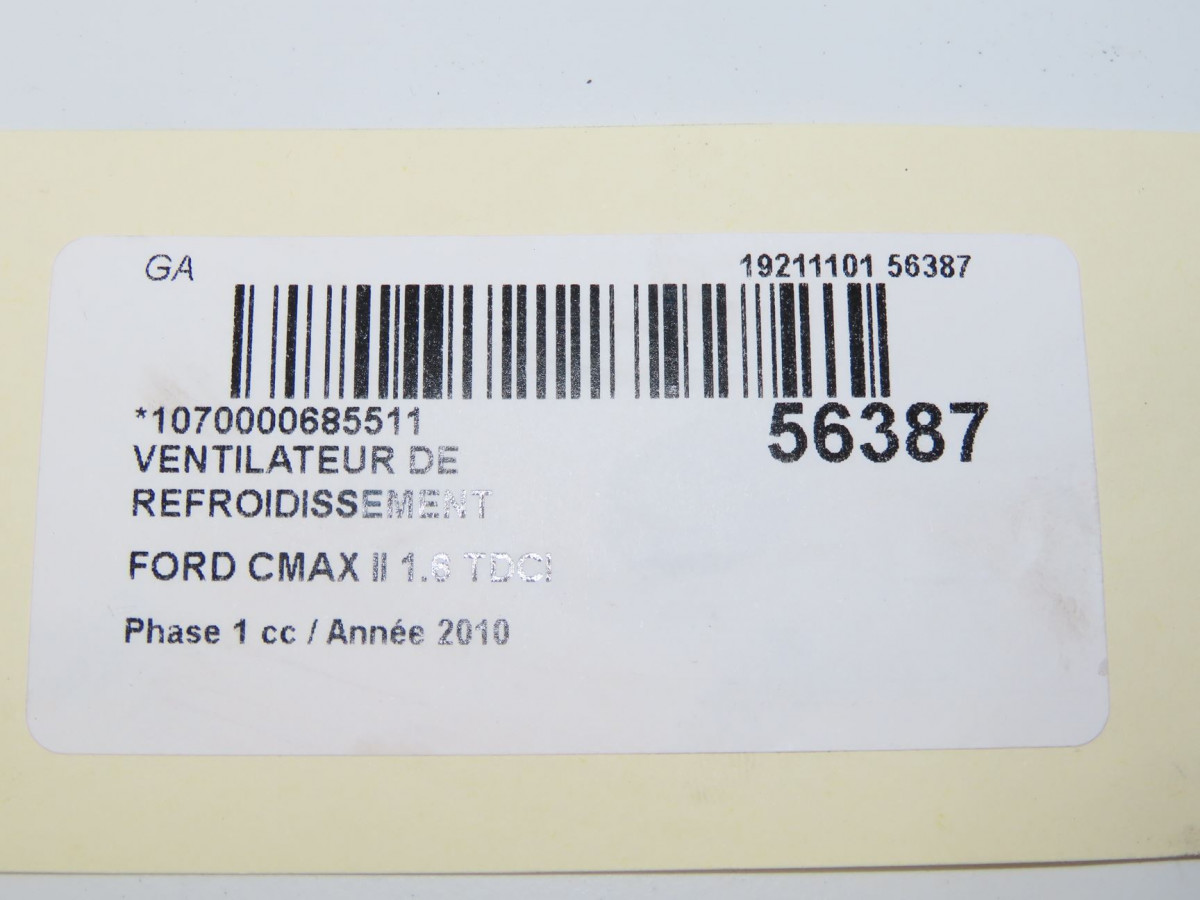 GA 19211101 56387
*1070000685511
56387
VENTILATEUR DE
REFROIDISSEMENT
FORD CMAX II 1.6 TDCI
Phase 1 cc / Année 2010